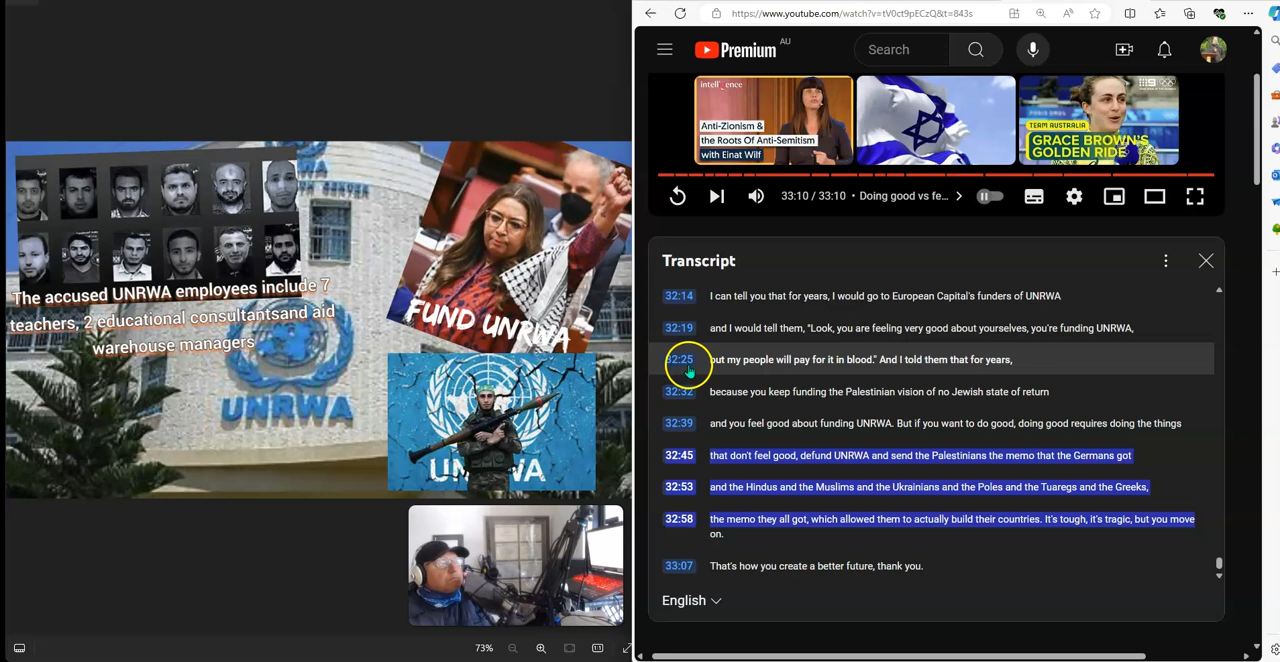 https://www.youtube.com/watch?v=tV0ct9pECzQ&t=843s
Premium AU
Search
intell gence
Anti-Zionism &
the Roots Of Anti-Semitism
with Einat Wilf
TEAM AUSTRALIA
GRACE BROWN'S
GOLDEN RIDE
33:10 / 33:10 • Doing good vs fe...
Transcript
32:14 I can tell you that for years, I would go to European Capital's funders of UNRWA
32:19 and I would tell them, "Look, you are feeling very good about yourselves, you're funding UNRWA,
32:25 but my people will pay for it in blood." And I told them that for years,
32:32 because you keep funding the Palestinian vision of no Jewish state of return
32:39 and you feel good about funding UNRWA. But if you want to do good, doing good requires doing the things
32:45 that don't feel good, defund UNRWA and send the Palestinians the memo that the Germans got
32:53 and the Hindus and the Muslims and the Ukrainians and the Poles and the Tuaregs and the Greeks,
32:58 the memo they all got, which allowed them to actually build their countries. It's tough, it's tragic, but you move
on.
33:07 That's how you create a better future, thank you.
English
The accused UNRWA employees include 7
teachers, 2 educational consultantsand aid
warehouse managers
UNRWA
FUND UNRWA
UNRWA
73%
1:1